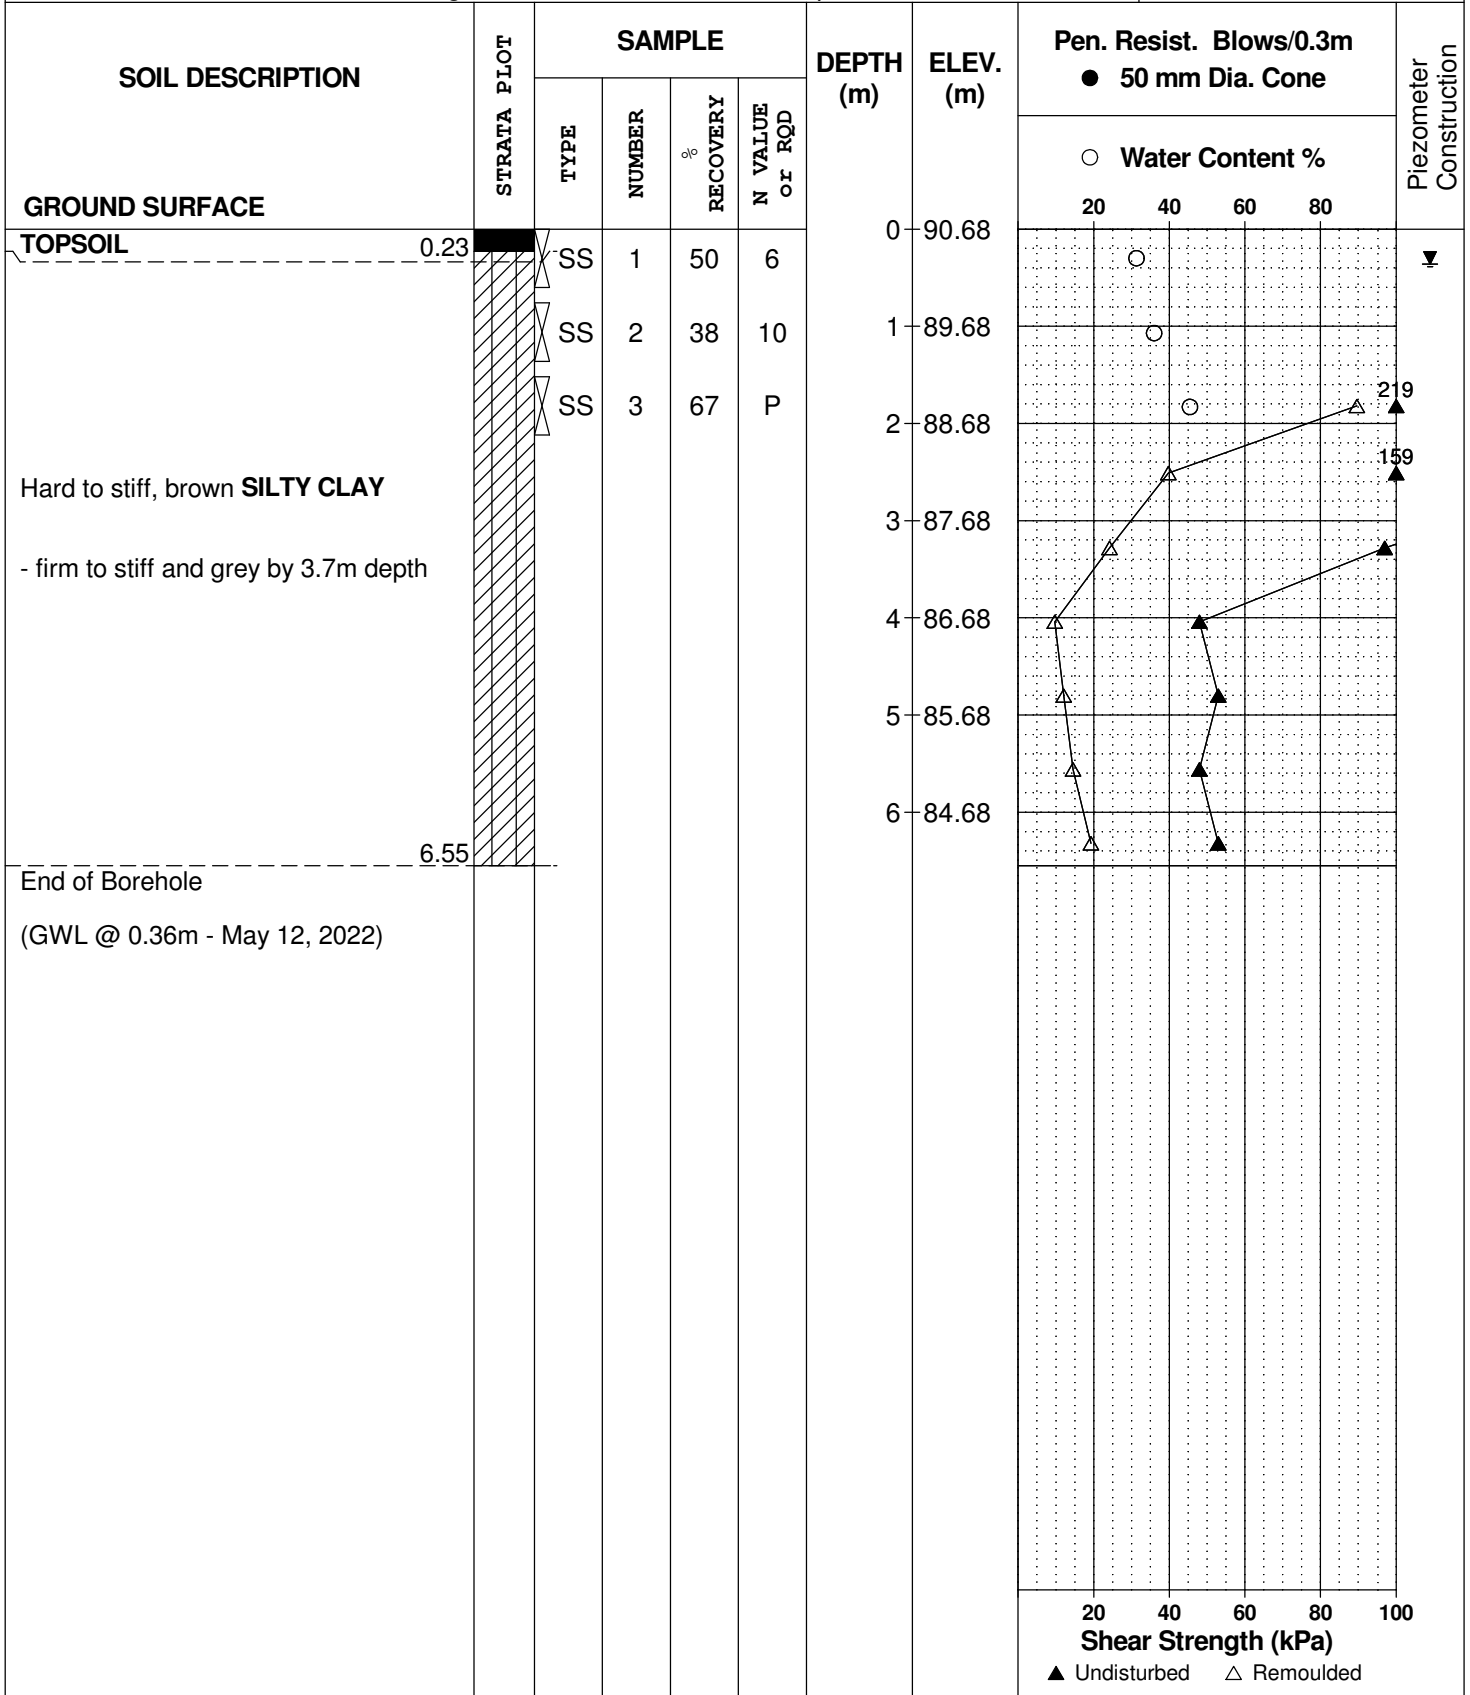 SOIL DESCRIPTION
GROUND SURFACE
STRATA PLOT
SAMPLE
TYPE
NUMBER
% RECOVERY
N VALUE or RQD
DEPTH (m)
ELEV. (m)
Pen. Resist. Blows/0.3m
● 50 mm Dia. Cone
○ Water Content %
20 40 60 80
Piezometer Construction
TOPSOIL 0.23
SS 1 50 6
SS 2 38 10
SS 3 67 P
0 90.68
1 89.68
2 88.68
3 87.68
4 86.68
5 85.68
6 84.68
219
159
Hard to stiff, brown SILTY CLAY
- firm to stiff and grey by 3.7m depth
6.55
End of Borehole
(GWL @ 0.36m - May 12, 2022)
20 40 60 80 100
Shear Strength (kPa)
▲ Undisturbed △ Remoulded